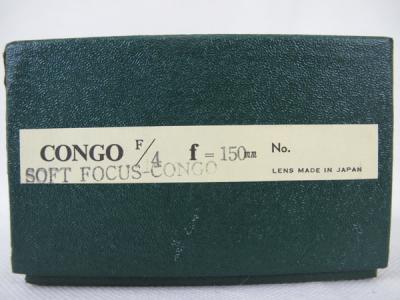 CONGO F/4 f = 150mm No.
SOFT FOCUS-CONGO LENS MADE IN JAPAN